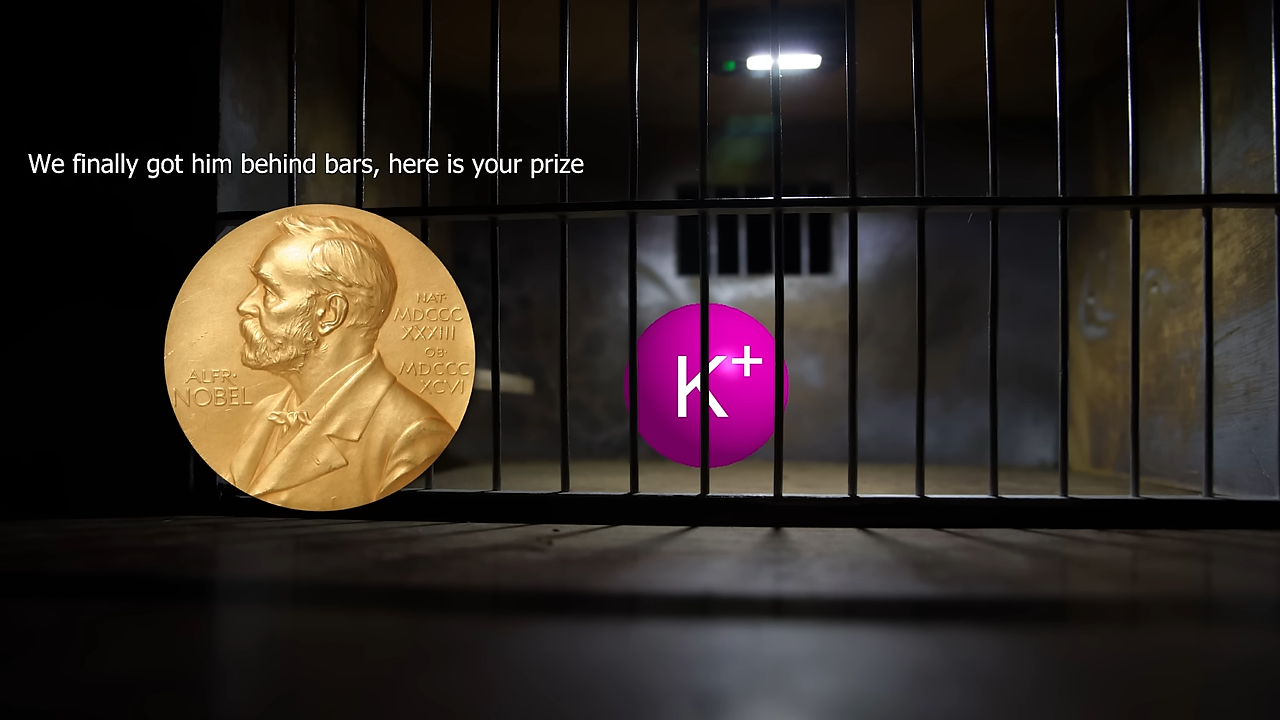 We finally got him behind bars, here is your prize
NAT·
MDCCC
XXXIII
OB·
MDCCC
XCVI
ALFR·
NOBEL
K+